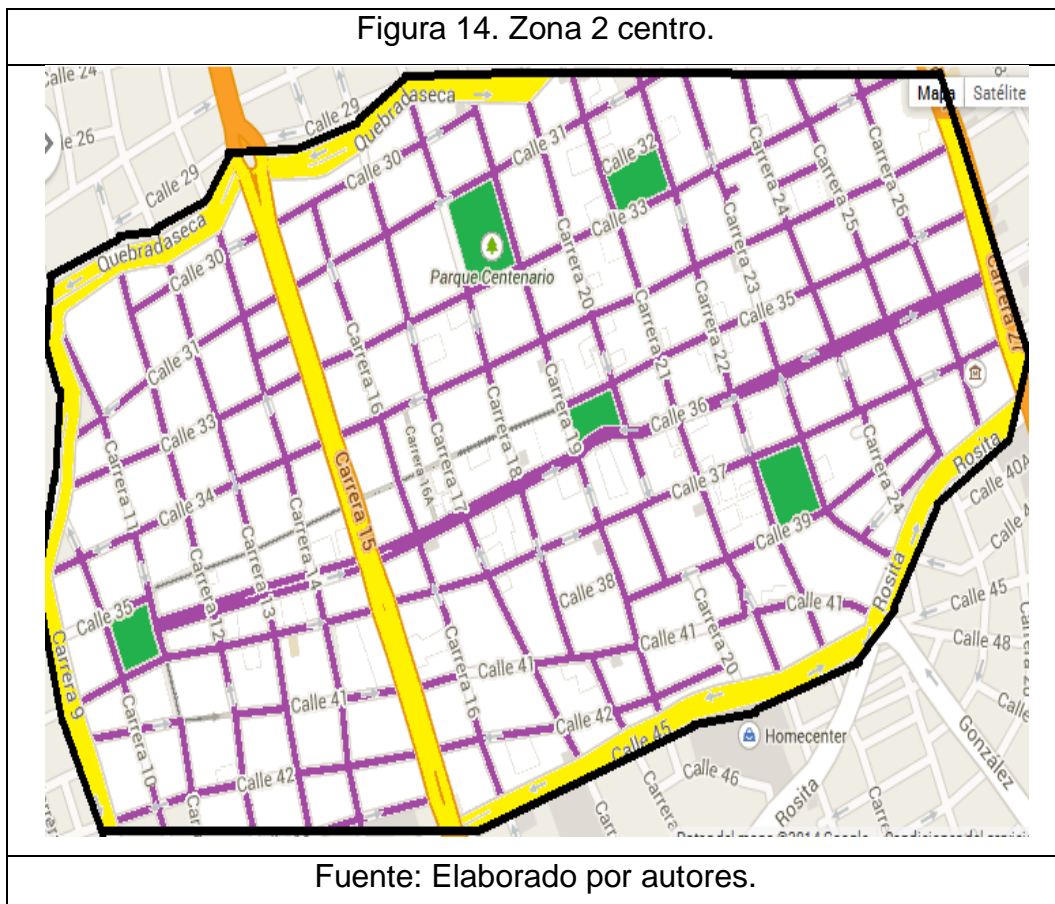 Figura 14. Zona 2 centro.
Calle 24
Mapa Satélite
Quebradaseca
Calle 29
le 26
Calle 30
Calle 31
Calle 32
Calle 29
Calle 33
Carrera 24
Carrera 25
Carrera 26
Quebradaseca
Calle 30
Parque Centenario
Carrera 20
Carrera 23
Calle 35
Carrera 16
Calle 31
Carrera 21
Carrera 22
Calle 33
Carrera 19
Calle 36
Carrera 18
Carrera 17
Carrera 16A
Calle 34
Carrera 11
Carrera 15
Calle 37
Rosita
Calle 40A
Carrera 24
Calle 39
Carrera 14
Carrera 13
Carrera 12
Calle 35
Calle 38
Rosita
Calle 45
Calle 41
Calle 41
Calle 48
Carrera 9
Carrera 20
Calle 41
Carrera 16
Calle 41
Carrera 10
Calle 42
Calle 45
Homecenter
González
Calle 46
Calle 42
Rosita
Fuente: Elaborado por autores.